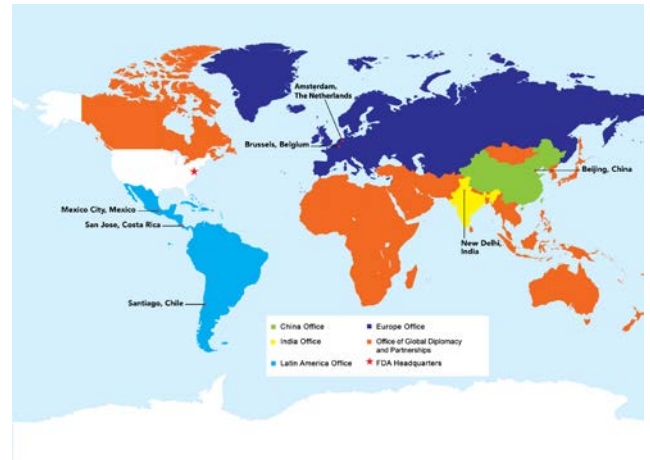 Amsterdam,
The Netherlands
Brussels, Belgium
Beijing, China
Mexico City, Mexico
San Jose, Costa Rica
New Delhi,
India
Santiago, Chile
China Office
Europe Office
India Office
Office of Global Diplomacy
and Partnerships
Latin America Office
FDA Headquarters